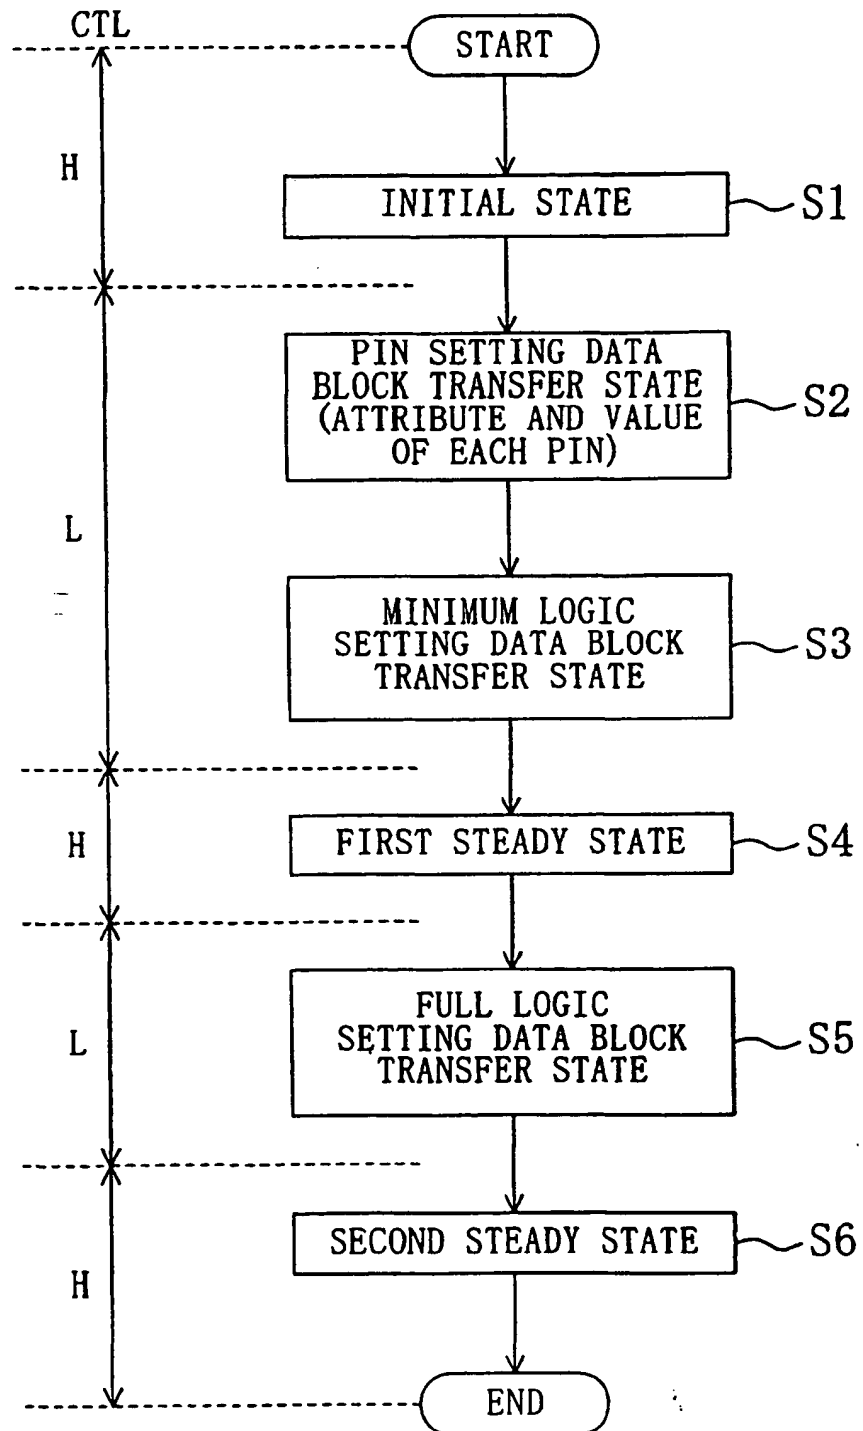 CTL
START
H
INITIAL STATE
S1
PIN SETTING DATA
BLOCK TRANSFER STATE
(ATTRIBUTE AND VALUE
OF EACH PIN)
S2
L
MINIMUM LOGIC
SETTING DATA BLOCK
TRANSFER STATE
S3
H
FIRST STEADY STATE
S4
L
FULL LOGIC
SETTING DATA BLOCK
TRANSFER STATE
S5
SECOND STEADY STATE
S6
H
END